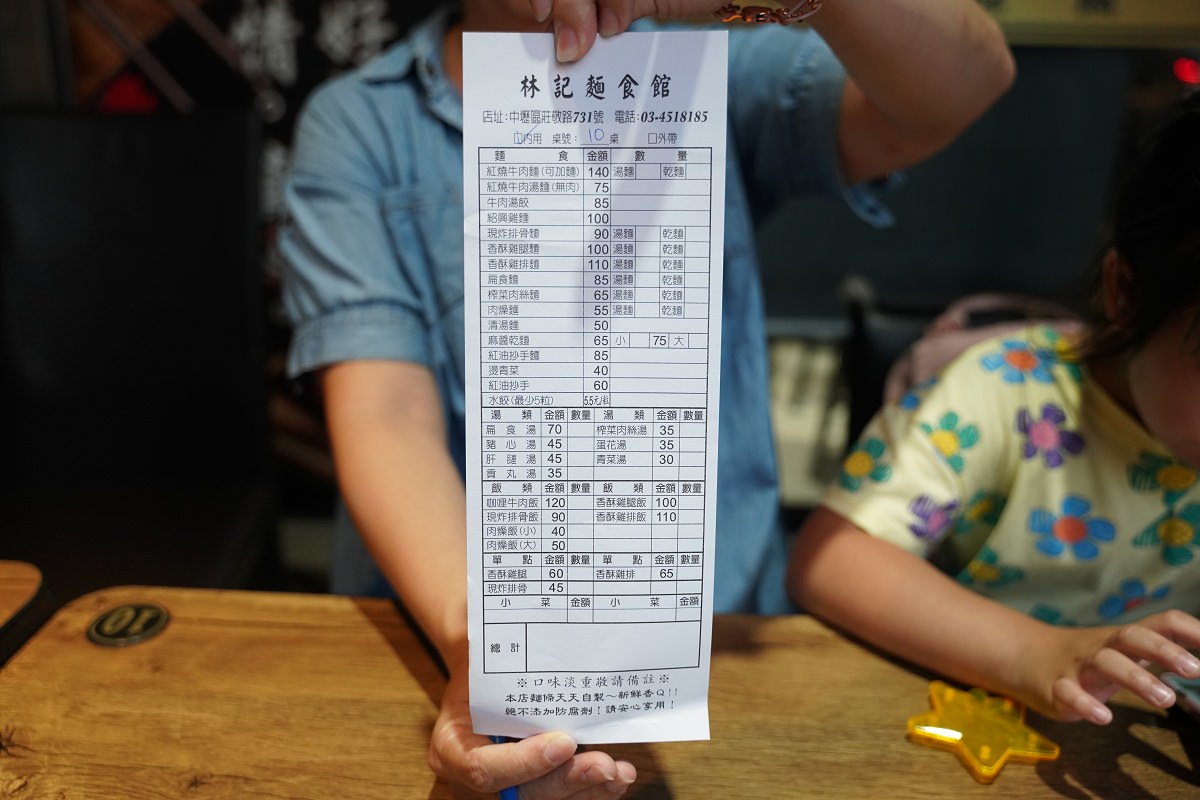 情 好
林記麵食館
店址:中壢區莊敬路731號 電話:03-4518185
☑內用 桌號:10桌 ☐外帶
麵 食 金額 數 量
紅燒牛肉麵(可加麵) 140 湯麵 乾麵
紅燒牛肉湯麵(無肉) 75
牛肉湯餃 85
紹興雞麵 100
現炸排骨麵 90 湯麵 乾麵
香酥雞腿麵 100 湯麵 乾麵
香酥雞排麵 110 湯麵 乾麵
扁食麵 85 湯麵 乾麵
榨菜肉絲麵 65 湯麵 乾麵
肉燥麵 55 湯麵 乾麵
清湯麵 50
麻醬乾麵 65 小 75 大
紅油抄手麵 85
燙青菜 40
紅油抄手 60
水餃(最少5粒) 5.5元/粒
湯 類 金額 數量 湯 類 金額 數量
扁食湯 70 榨菜肉絲湯 35
豬心湯 45 蛋花湯 35
肝腱湯 45 青菜湯 30
貢丸湯 35
飯 類 金額 數量 飯 類 金額 數量
咖哩牛肉飯 120 香酥雞腿飯 100
現炸排骨飯 90 香酥雞排飯 110
肉燥飯(小) 40
肉燥飯(大) 50
單 點 金額 數量 單 點 金額 數量
香酥雞腿 60 香酥雞排 65
現炸排骨 45
小 菜 金額 小 菜 金額
總 計
※口味淡重敬請備註※
本店麵條天天自製~新鮮香Q!!
絕不添加防腐劑!請安心享用!
10